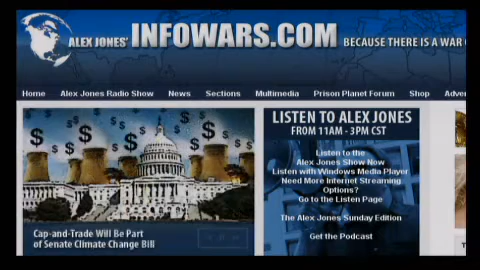 ALEX JONES' INFOWARS.COM BECAUSE THERE IS A WAR
Home Alex Jones Radio Show News Sections Multimedia Prison Planet Forum Shop Adver
$ $ $ $ $ $ $ $ $ $
LISTEN TO ALEX JONES
FROM 11AM - 3PM CST
Listen to the
Alex Jones Show Now
Listen with Windows Media Player
Need More Internet Streaming
Options?
Go to the Listen Page
The Alex Jones Sunday Edition
Get the Podcast
Cap-and-Trade Will Be Part
of Senate Climate Change Bill